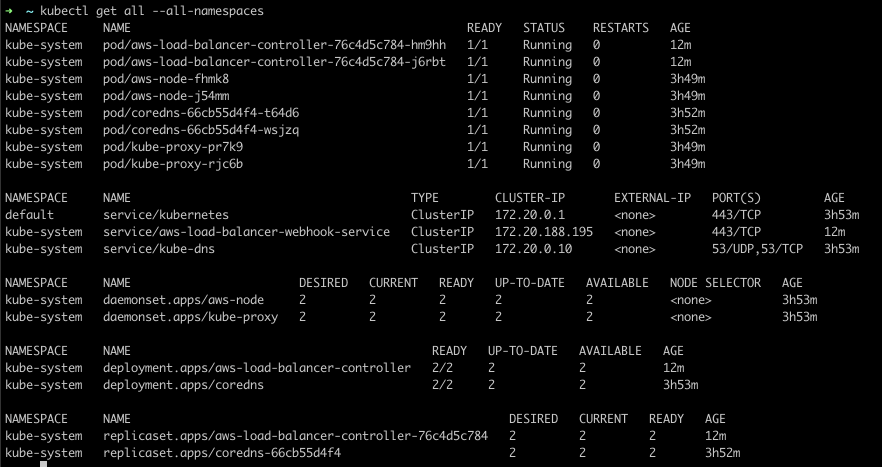 ➜ ~ kubectl get all --all-namespaces
NAMESPACE NAME READY STATUS RESTARTS AGE
kube-system pod/aws-load-balancer-controller-76c4d5c784-hm9hh 1/1 Running 0 12m
kube-system pod/aws-load-balancer-controller-76c4d5c784-j6rbt 1/1 Running 0 12m
kube-system pod/aws-node-fhmk8 1/1 Running 0 3h49m
kube-system pod/aws-node-j54mm 1/1 Running 0 3h49m
kube-system pod/coredns-66cb55d4f4-t64d6 1/1 Running 0 3h52m
kube-system pod/coredns-66cb55d4f4-wsjzq 1/1 Running 0 3h52m
kube-system pod/kube-proxy-pr7k9 1/1 Running 0 3h49m
kube-system pod/kube-proxy-rjc6b 1/1 Running 0 3h49m
NAMESPACE NAME TYPE CLUSTER-IP EXTERNAL-IP PORT(S) AGE
default service/kubernetes ClusterIP 172.20.0.1 <none> 443/TCP 3h53m
kube-system service/aws-load-balancer-webhook-service ClusterIP 172.20.188.195 <none> 443/TCP 12m
kube-system service/kube-dns ClusterIP 172.20.0.10 <none> 53/UDP,53/TCP 3h53m
NAMESPACE NAME DESIRED CURRENT READY UP-TO-DATE AVAILABLE NODE SELECTOR AGE
kube-system daemonset.apps/aws-node 2 2 2 2 2 <none> 3h53m
kube-system daemonset.apps/kube-proxy 2 2 2 2 2 <none> 3h53m
NAMESPACE NAME READY UP-TO-DATE AVAILABLE AGE
kube-system deployment.apps/aws-load-balancer-controller 2/2 2 2 12m
kube-system deployment.apps/coredns 2/2 2 2 3h53m
NAMESPACE NAME DESIRED CURRENT READY AGE
kube-system replicaset.apps/aws-load-balancer-controller-76c4d5c784 2 2 2 12m
kube-system replicaset.apps/coredns-66cb55d4f4 2 2 2 3h52m